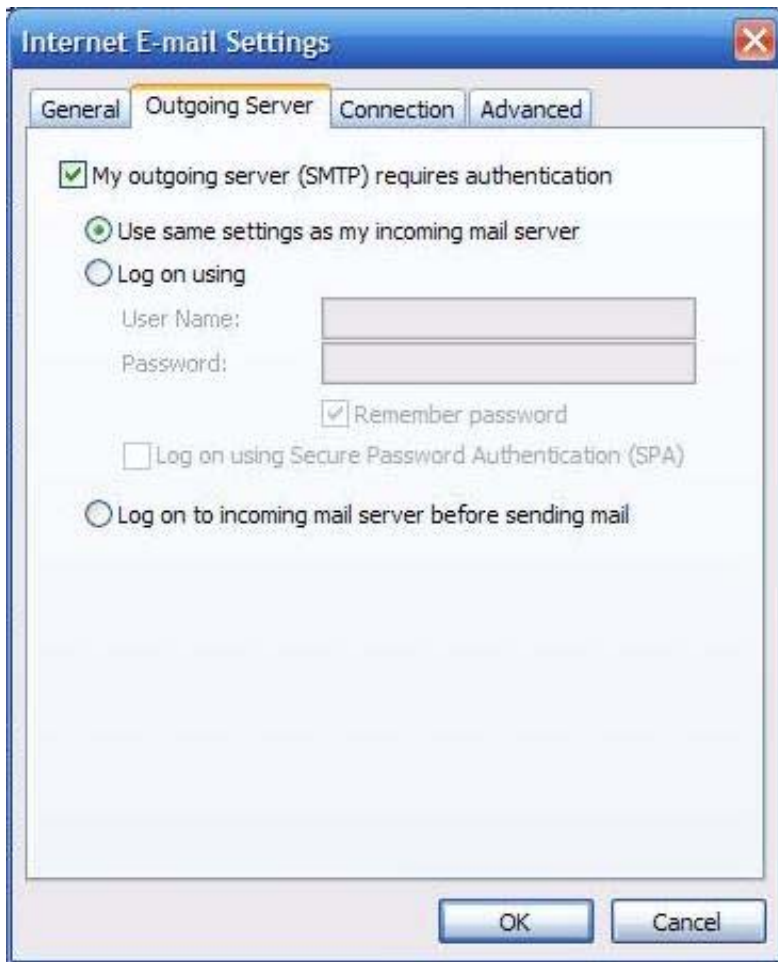 Internet E-mail Settings
General Outgoing Server Connection Advanced
My outgoing server (SMTP) requires authentication
Use same settings as my incoming mail server
Log on using
User Name:
Password:
Remember password
Log on using Secure Password Authentication (SPA)
Log on to incoming mail server before sending mail
OK Cancel